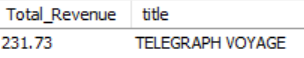 Total_Revenue title
231.73 TELEGRAPH VOYAGE